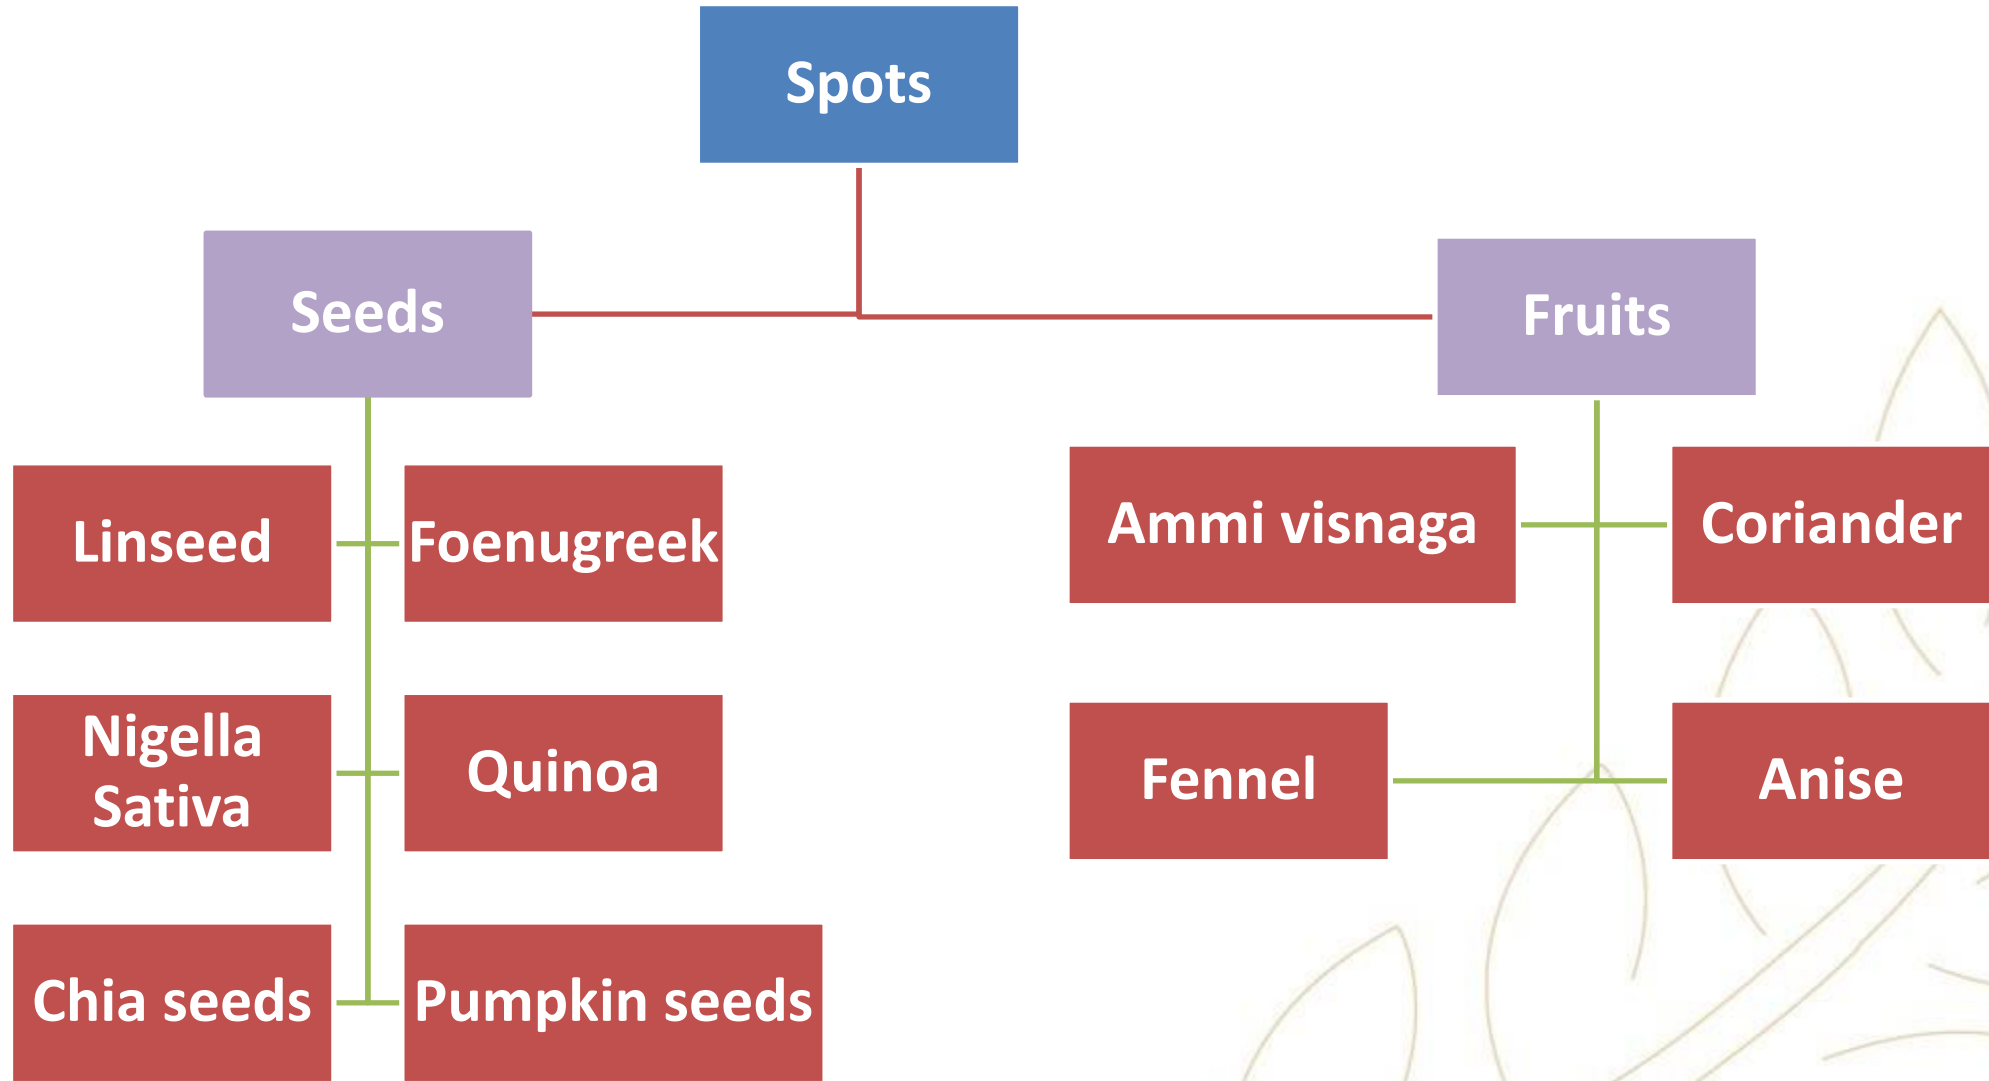 Spots
Seeds
Fruits
Linseed
Foenugreek
Nigella
Sativa
Quinoa
Chia seeds
Pumpkin seeds
Ammi visnaga
Coriander
Fennel
Anise